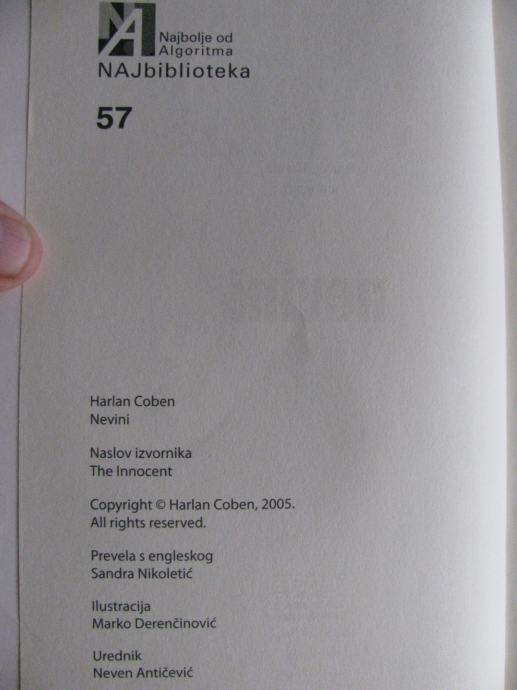 NA
Najbolje od
Algoritma
NAJbiblioteka
57
Harlan Coben
Nevini
Naslov izvornika
The Innocent
Copyright © Harlan Coben, 2005.
All rights reserved.
Prevela s engleskog
Sandra Nikoletić
Ilustracija
Marko Derenčinović
Urednik
Neven Antičević